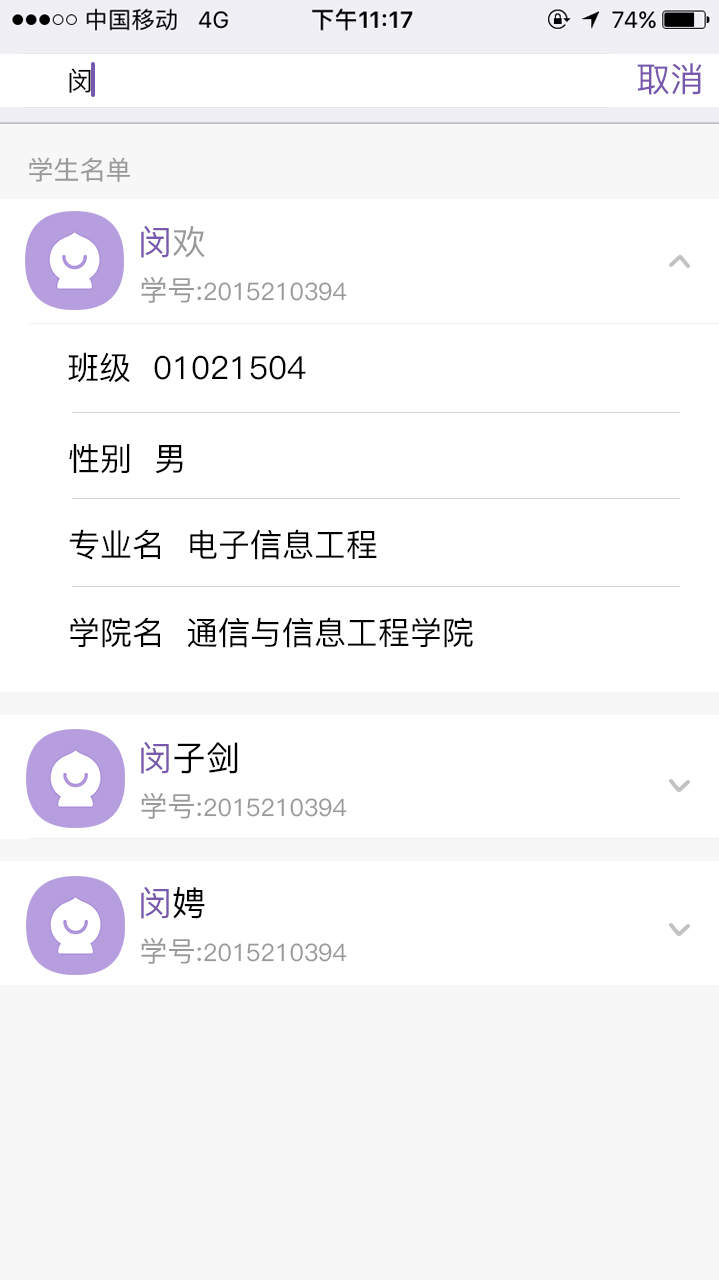 中国移动 4G 下午11:17 74%
闵 取消
学生名单
闵欢
学号:2015210394
班级 01021504
性别 男
专业名 电子信息工程
学院名 通信与信息工程学院
闵子剑
学号:2015210394
闵娉
学号:2015210394